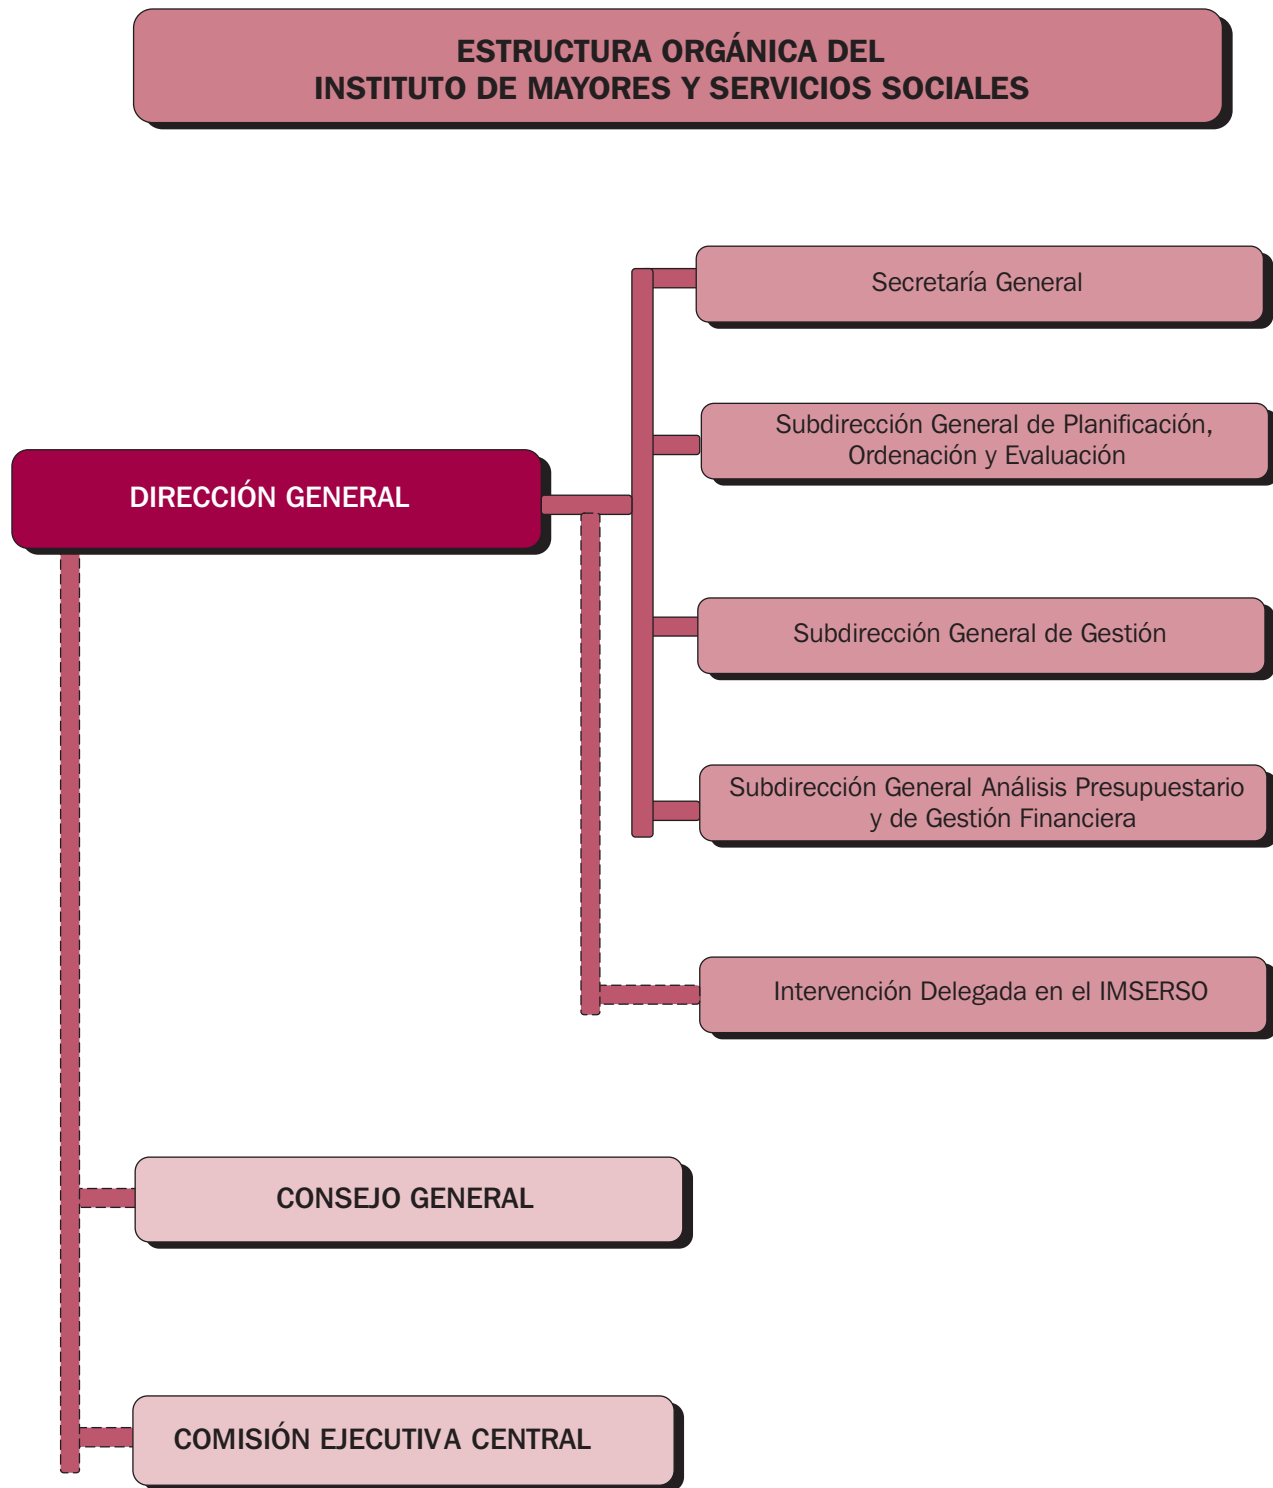 ESTRUCTURA ORGÁNICA DEL
INSTITUTO DE MAYORES Y SERVICIOS SOCIALES
Secretaría General
Subdirección General de Planificación,
Ordenación y Evaluación
DIRECCIÓN GENERAL
Subdirección General de Gestión
Subdirección General Análisis Presupuestario
y de Gestión Financiera
Intervención Delegada en el IMSERSO
CONSEJO GENERAL
COMISIÓN EJECUTIVA CENTRAL